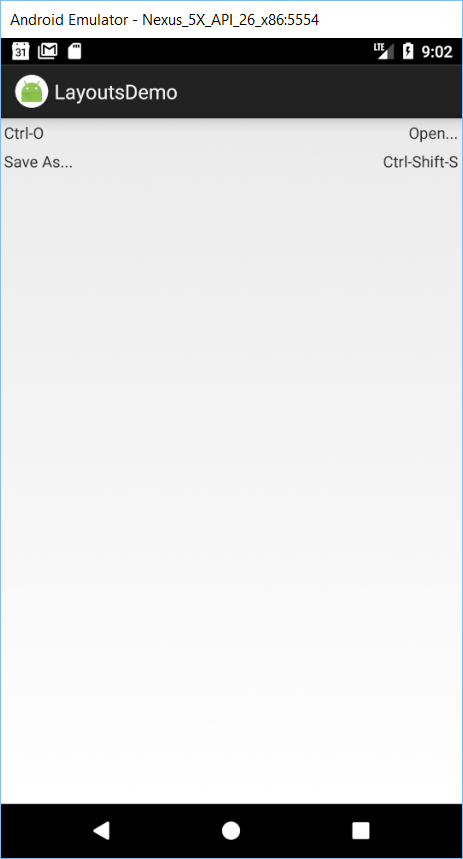 Android Emulator - Nexus_5X_API_26_x86:5554
31 LTE 9:02
LayoutsDemo
Ctrl-O Open...
Save As... Ctrl-Shift-S